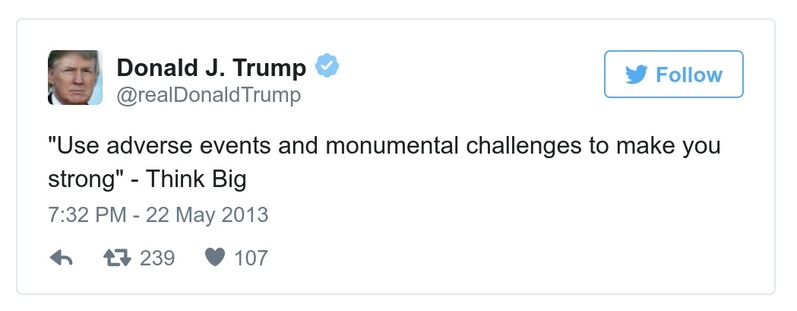 Donald J. Trump
@realDonaldTrump
Follow
"Use adverse events and monumental challenges to make you
strong" - Think Big
7:32 PM - 22 May 2013
239 107